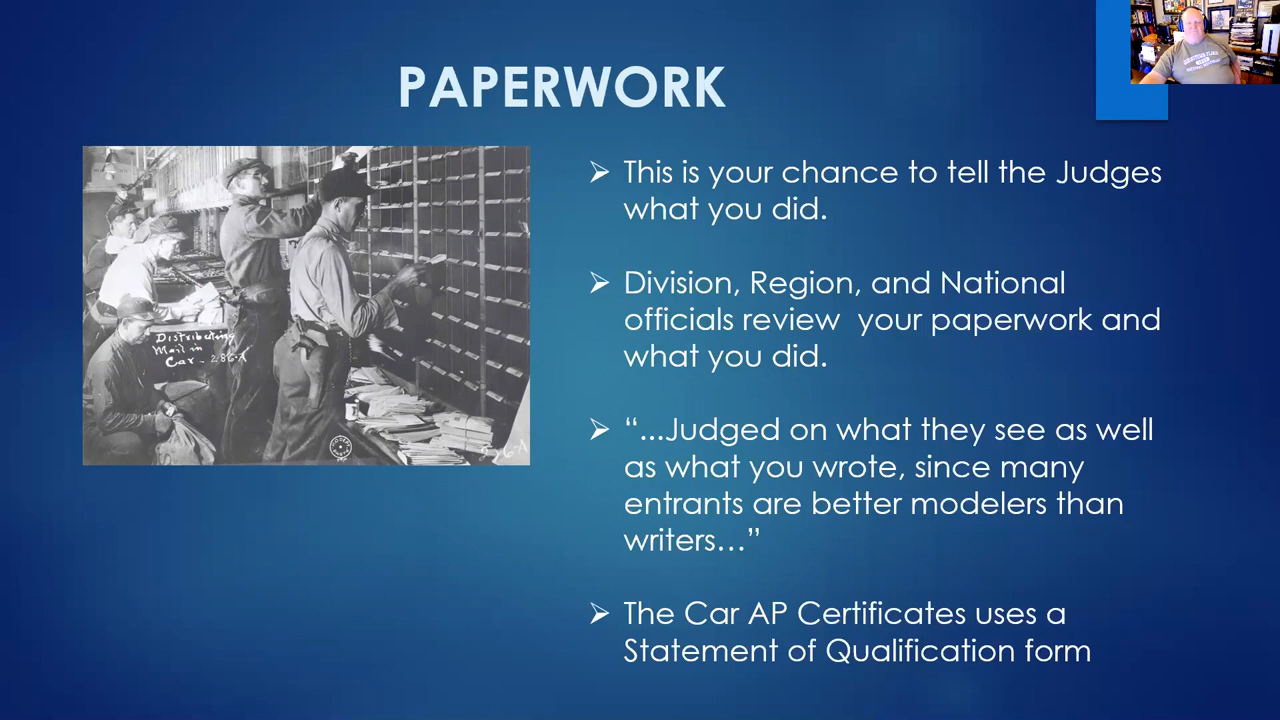 PAPERWORK
➢ This is your chance to tell the Judges
what you did.
➢ Division, Region, and National
officials review  your paperwork and
what you did.
➢ “...Judged on what they see as well
as what you wrote, since many
entrants are better modelers than
writers…”
➢ The Car AP Certificates uses a
Statement of Qualification form
Distributing
Mail in
Car - 286-A